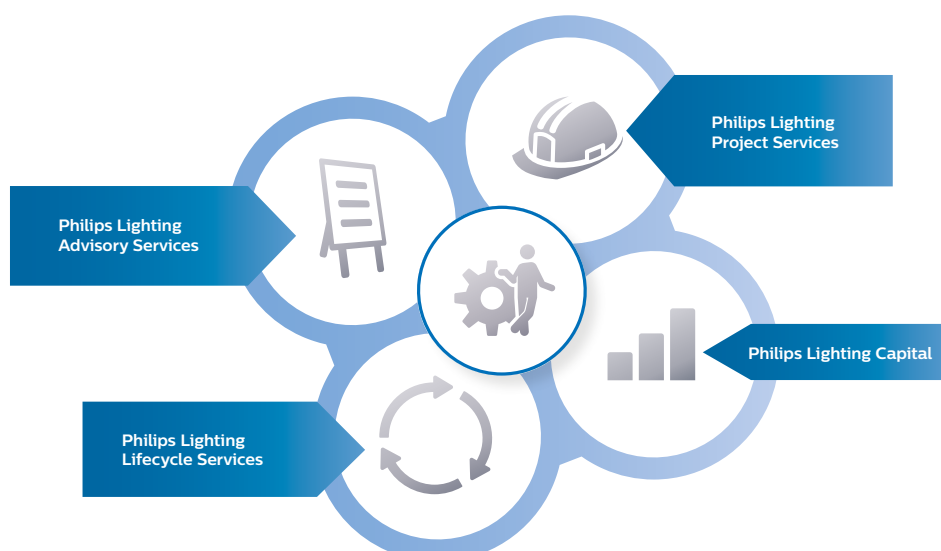 Philips Lighting
Project Services
Philips Lighting
Advisory Services
Philips Lighting Capital
Philips Lighting
Lifecycle Services